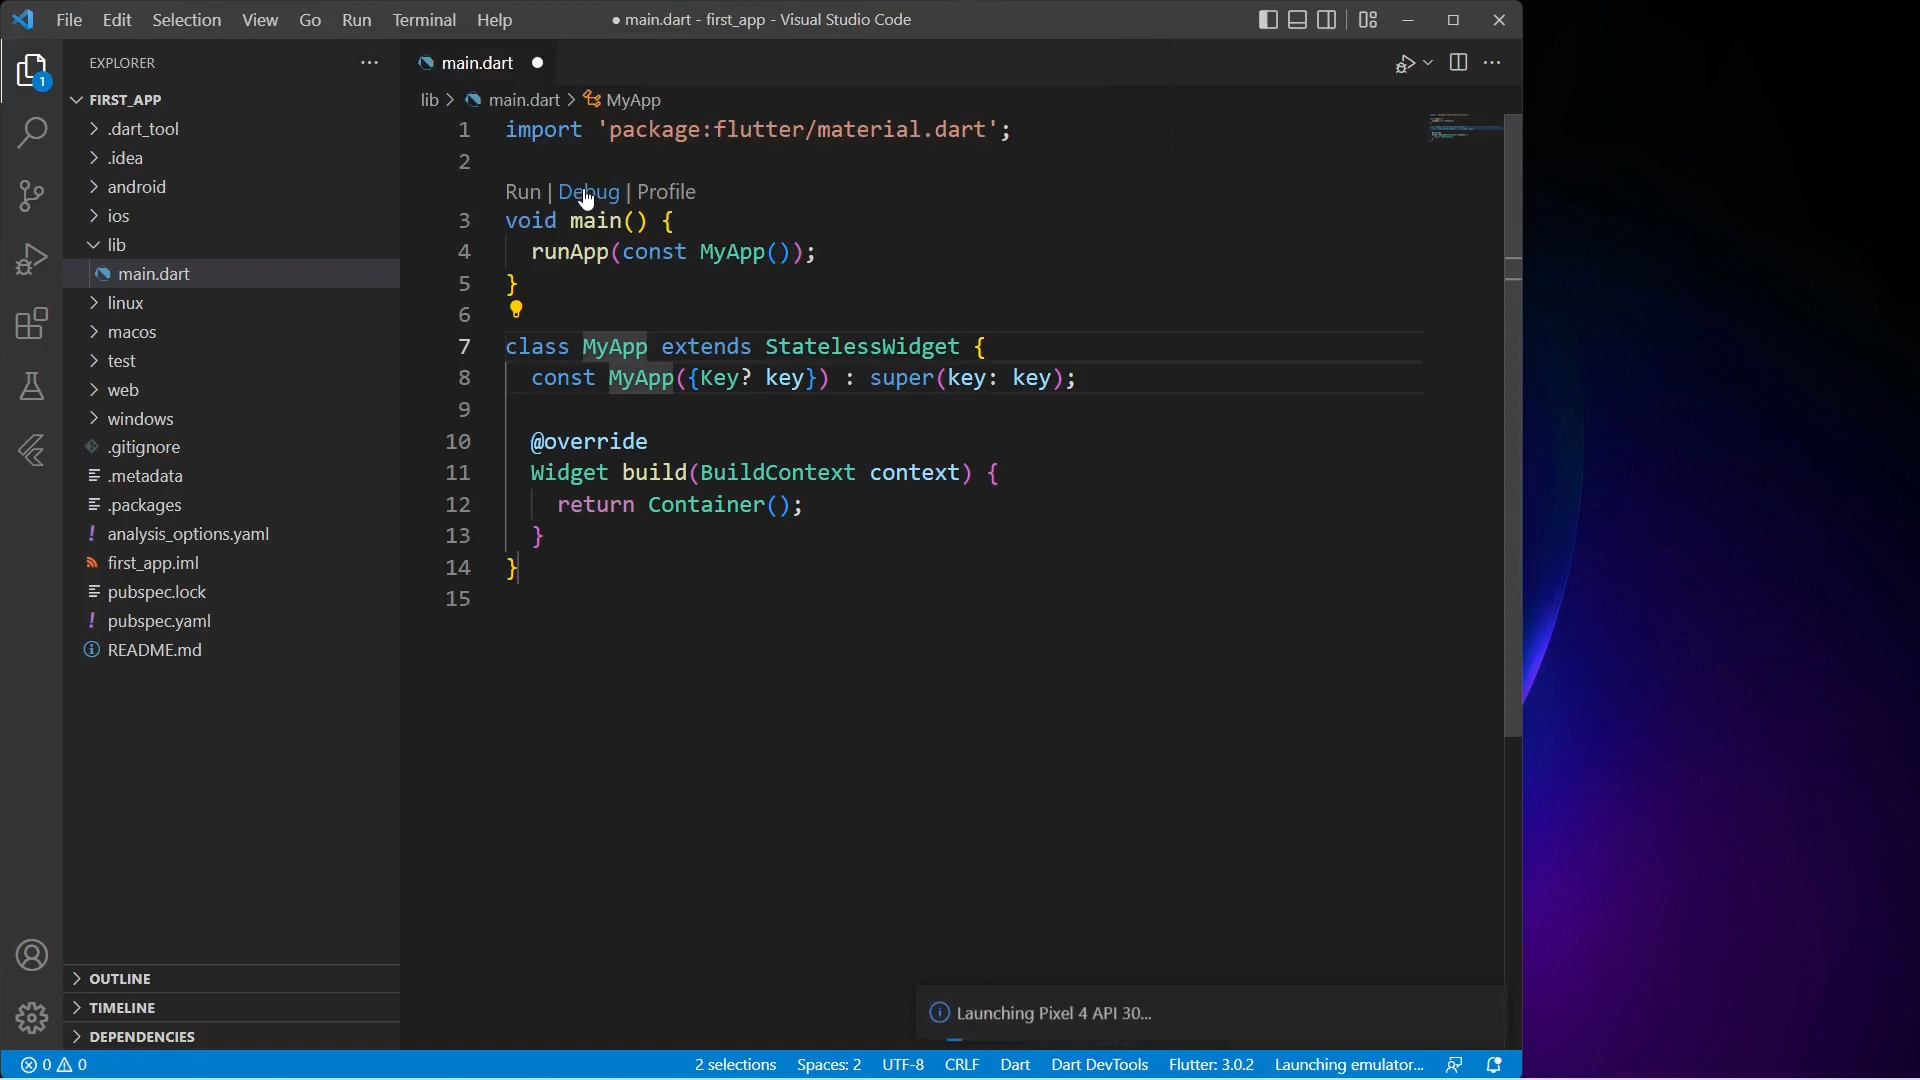 File Edit Selection View Go Run Terminal Help
● main.dart - first_app - Visual Studio Code
1
EXPLORER
FIRST_APP
.dart_tool
.idea
android
ios
lib
main.dart
linux
macos
test
web
windows
.gitignore
.metadata
.packages
analysis_options.yaml
first_app.iml
pubspec.lock
pubspec.yaml
README.md
OUTLINE
TIMELINE
DEPENDENCIES
main.dart
lib > main.dart > MyApp
1 import 'package:flutter/material.dart';
2
Run | Debug | Profile
3 void main() {
4 runApp(const MyApp());
5 }
6
7 class MyApp extends StatelessWidget {
8 const MyApp({Key? key}) : super(key: key);
9
10 @override
11 Widget build(BuildContext context) {
12 return Container();
13 }
14 }
15
Launching Pixel 4 API 30...
0 0 2 selections Spaces: 2 UTF-8 CRLF Dart Dart DevTools Flutter: 3.0.2 Launching emulator...